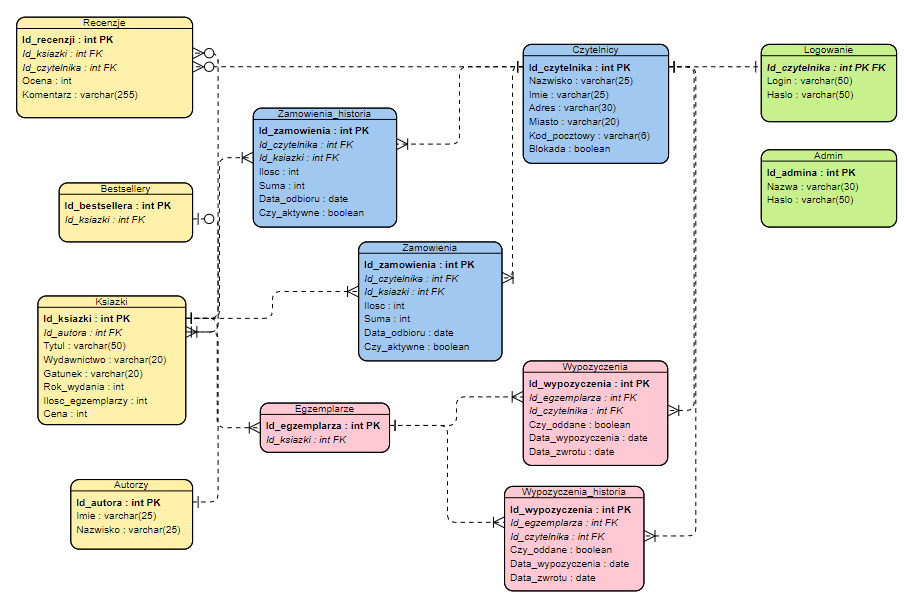 Recenzje
Id_recenzji : int PK
Id_ksiazki : int FK
Id_czytelnika : int FK
Ocena : int
Komentarz : varchar(255)
Czytelnicy
Id_czytelnika : int PK
Nazwisko : varchar(25)
Imie : varchar(25)
Adres : varchar(30)
Miasto : varchar(20)
Kod_pocztowy : varchar(6)
Blokada : boolean
Logowanie
Id_czytelnika : int PK FK
Login : varchar(50)
Haslo : varchar(50)
Zamowienia_historia
Id_zamowienia : int PK
Id_czytelnika : int FK
Id_ksiazki : int FK
Ilosc : int
Suma : int
Data_odbioru : date
Czy_aktywne : boolean
Admin
Id_admina : int PK
Nazwa : varchar(30)
Haslo : varchar(50)
Bestsellery
Id_bestsellera : int PK
Id_ksiazki : int FK
Zamowienia
Id_zamowienia : int PK
Id_czytelnika : int FK
Id_ksiazki : int FK
Ilosc : int
Suma : int
Data_odbioru : date
Czy_aktywne : boolean
Ksiazki
Id_ksiazki : int PK
Id_autora : int FK
Tytul : varchar(50)
Wydawnictwo : varchar(20)
Gatunek : varchar(20)
Rok_wydania : int
Ilosc_egzemplarzy : int
Cena : int
Wypozyczenia
Id_wypozyczenia : int PK
Id_egzemplarza : int FK
Id_czytelnika : int FK
Czy_oddane : boolean
Data_wypozyczenia : date
Data_zwrotu : date
Egzemplarze
Id_egzemplarza : int PK
Id_ksiazki : int FK
Autorzy
Id_autora : int PK
Imie : varchar(25)
Nazwisko : varchar(25)
Wypozyczenia_historia
Id_wypozyczenia : int PK
Id_egzemplarza : int FK
Id_czytelnika : int FK
Czy_oddane : boolean
Data_wypozyczenia : date
Data_zwrotu : date